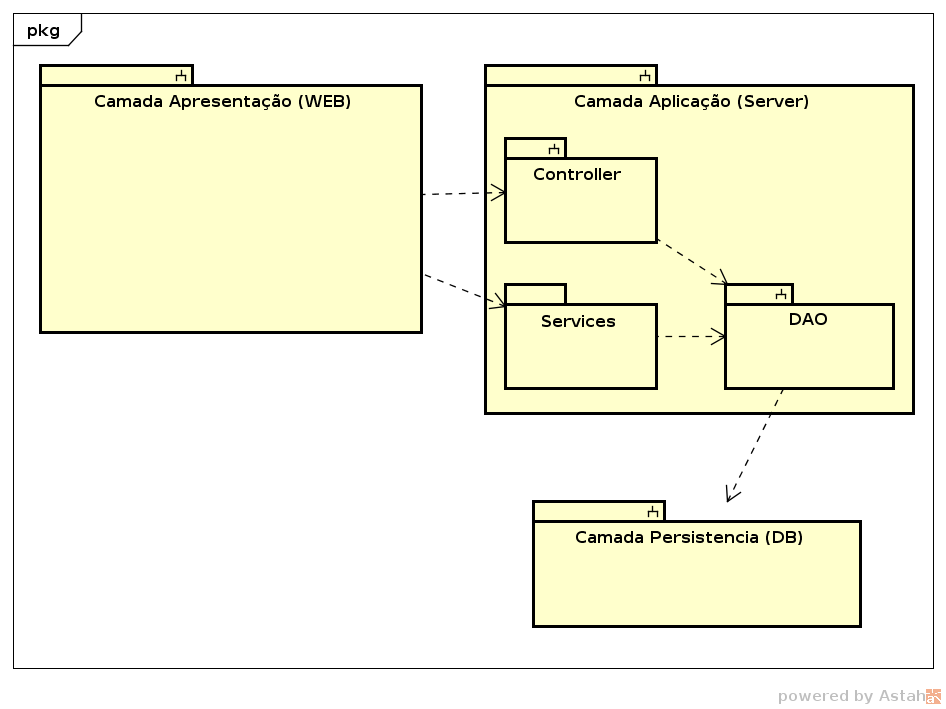 pkg
Camada Apresentação (WEB)
Camada Aplicação (Server)
Controller
Services
DAO
Camada Persistencia (DB)
powered by Astah